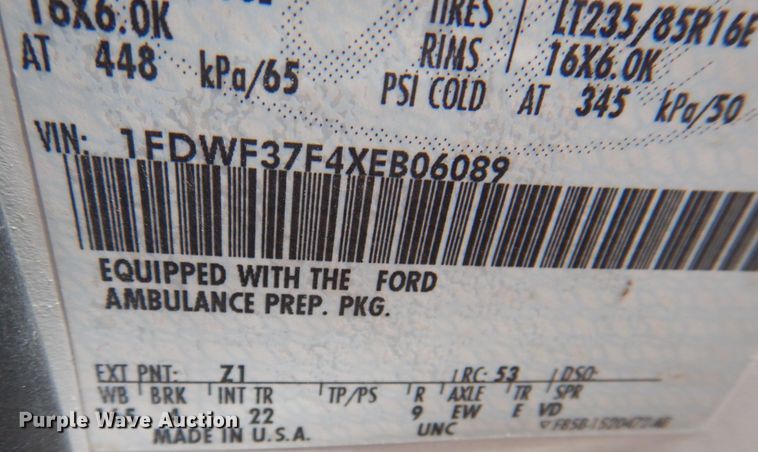 16X6.0K
AT 448 kPa/65
TIRES LT235/85R16E
RIMS 16X6.0K
PSI COLD AT 345 kPa/50
VIN: 1FDWF37F4XEB06089
EQUIPPED WITH THE FORD
AMBULANCE PREP. PKG.
EXT PNT: Z1 RC: 53 DSO:
WB BRK INT TR TP/PS R AXLE TR SPR
22 9 EW E VD
MADE IN U.S.A. UNC
Purple Wave Auction